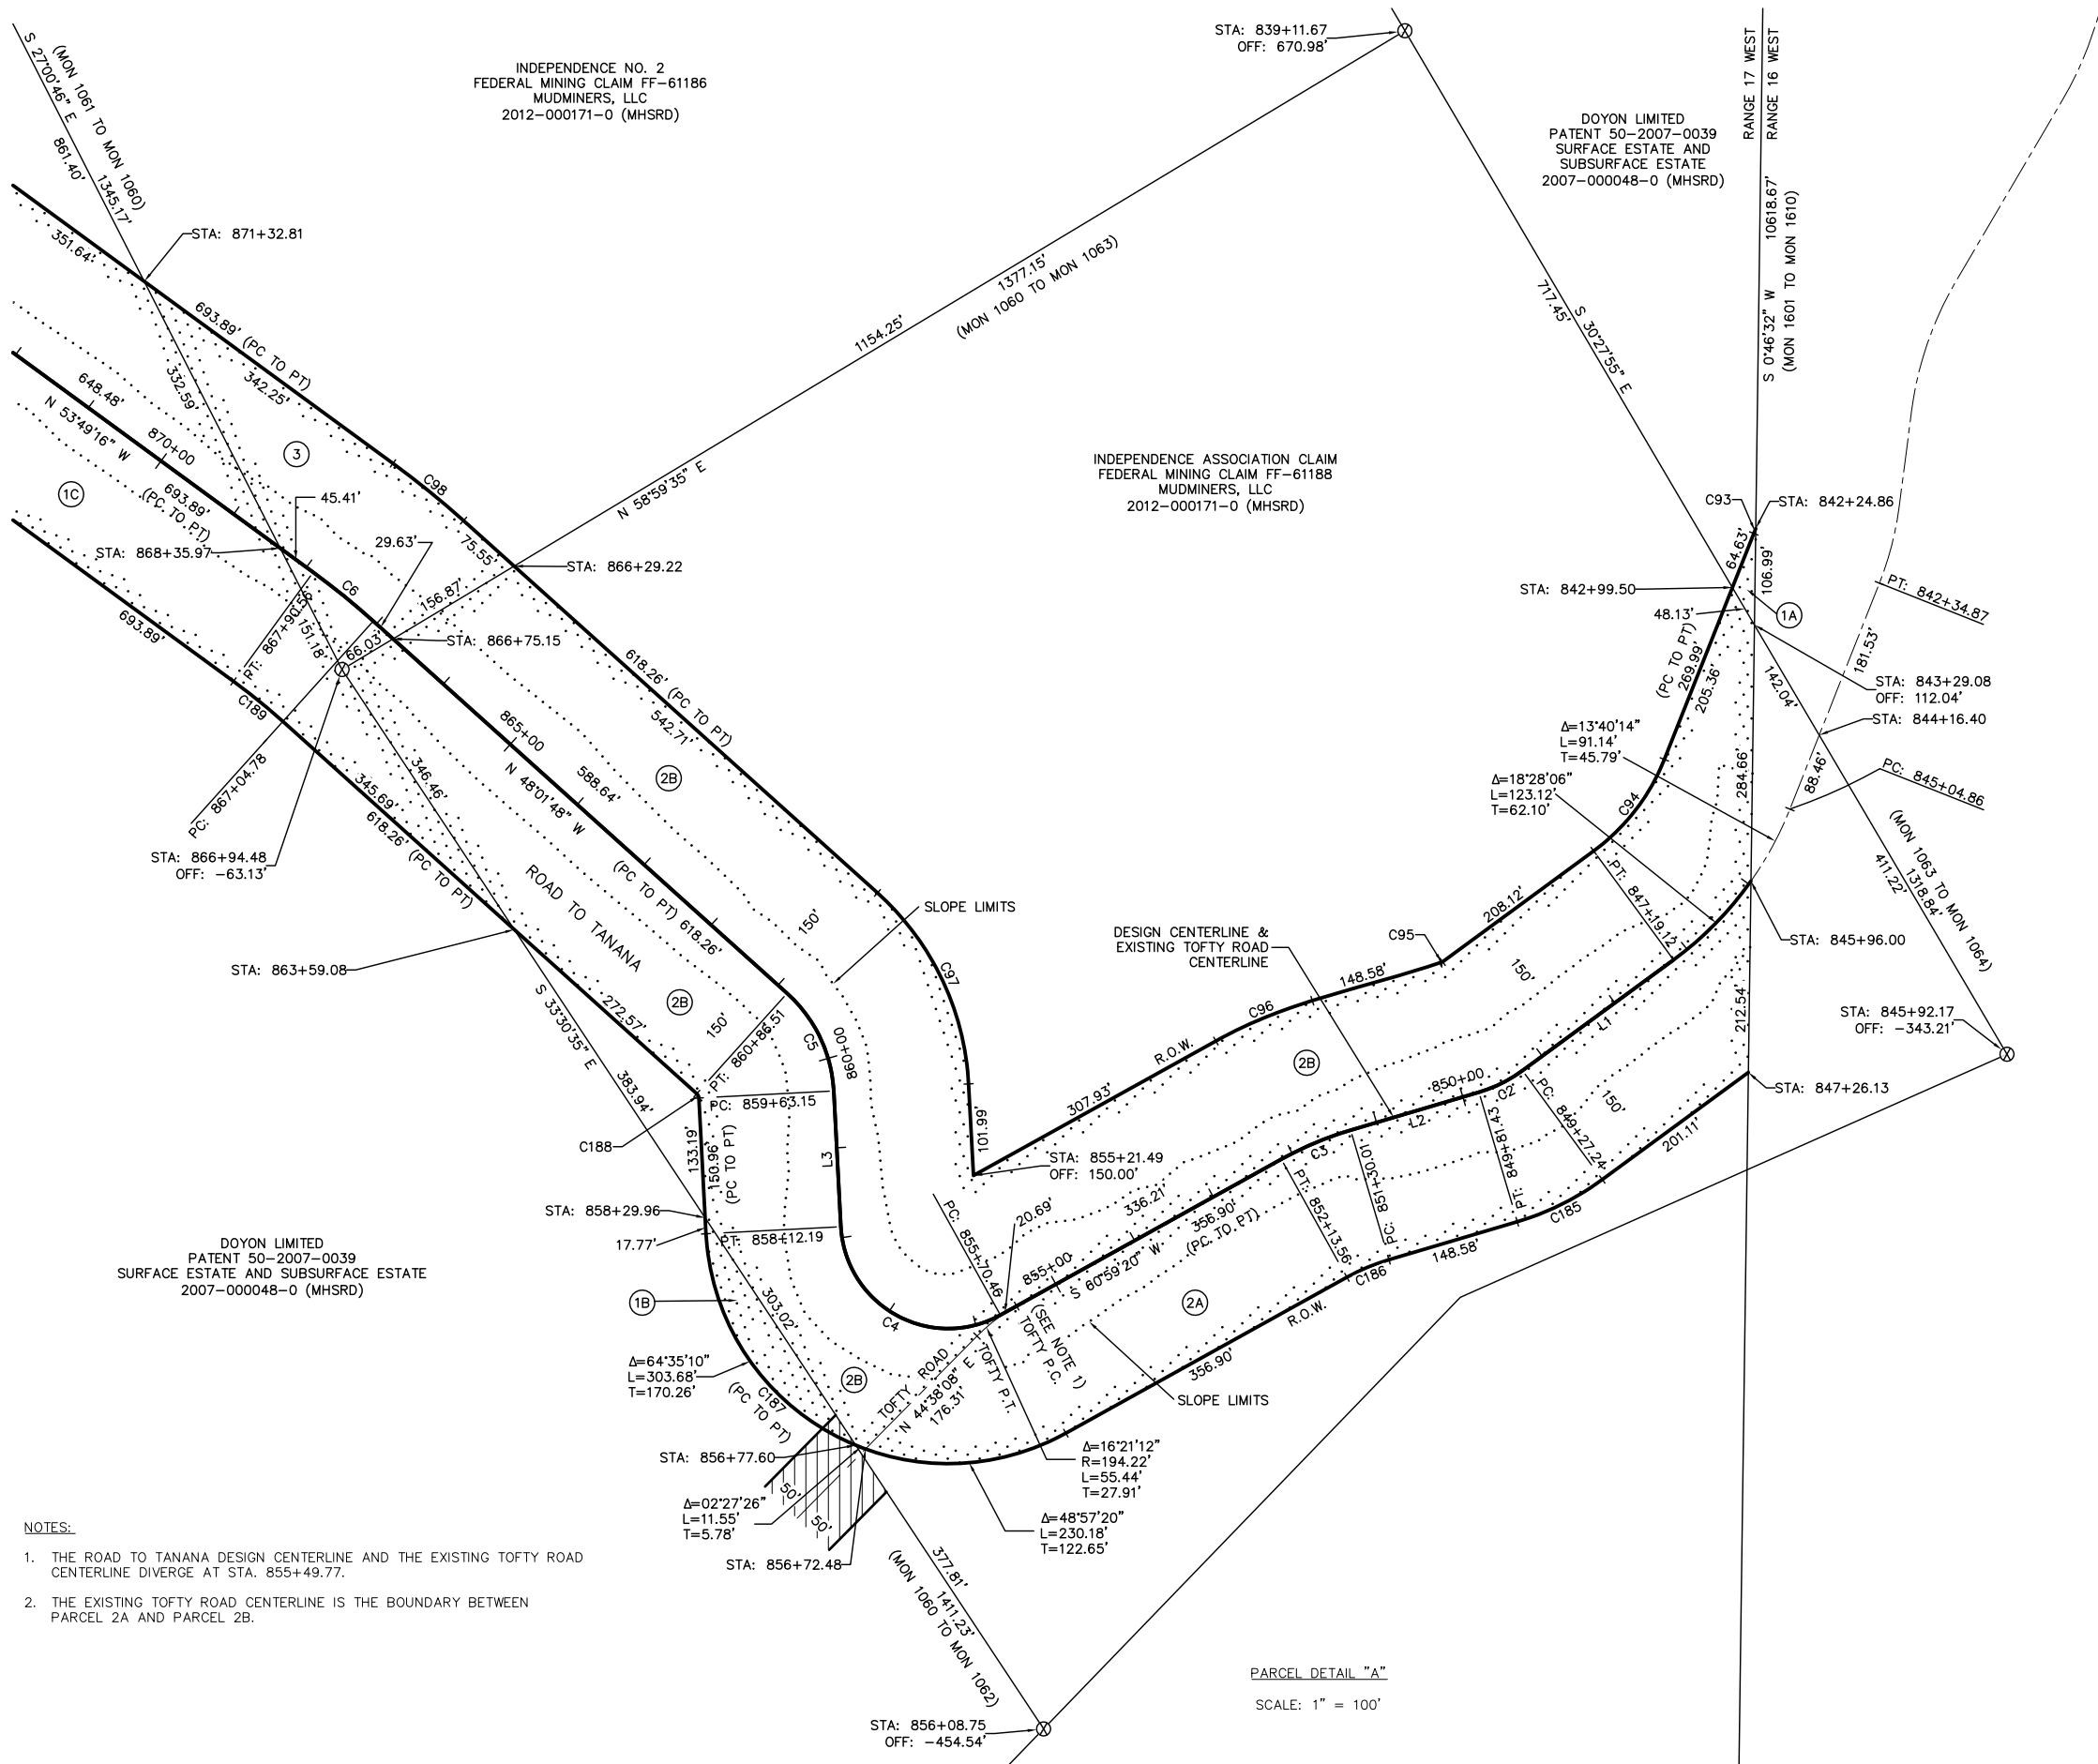 S 27°00'46" E
(MON 1061 TO MON 1060)
861.40'
1345.17'
INDEPENDENCE NO. 2
FEDERAL MINING CLAIM FF-61186
MUDMINERS, LLC
2012-000171-0 (MHSRD)
STA: 839+11.67
OFF: 670.98'
DOYON LIMITED
PATENT 50-2007-0039
SURFACE ESTATE AND
SUBSURFACE ESTATE
2007-000048-0 (MHSRD)
RANGE 17 WEST
RANGE 16 WEST
S 0°46'32" W 10618.67'
(MON 1601 TO MON 1610)
STA: 871+32.81
351.64'
693.89' (PC TO PT)
342.25'
332.59'
1377.15'
(MON 1060 TO MON 1063)
1154.25'
N 58°59'35" E
717.45'
S 30°27'55" E
648.48'
N 53°49'16" W
870+00
693.89'
(PC TO PT)
3
1C
45.41'
C98
STA: 868+35.97
29.63'
75.55'
STA: 866+29.22
C6
156.87'
66.03'
STA: 866+75.15
PT: 867+90.56
151.18'
693.89'
C189
PC: 867+04.78
STA: 866+94.48
OFF: -63.13'
346.46'
345.69'
618.26' (PC TO PT)
865+00
588.64'
N 48°01'48" W
(PC TO PT) 618.26'
618.26' (PC TO PT)
542.71'
2B
ROAD TO TANANA
INDEPENDENCE ASSOCIATION CLAIM
FEDERAL MINING CLAIM FF-61188
MUDMINERS, LLC
2012-000171-0 (MHSRD)
C93
STA: 842+24.86
64.63'
106.99'
STA: 842+99.50
48.13'
1A
PT: 842+34.87
181.53'
(PC TO PT)
269.99'
205.36'
142.04'
STA: 843+29.08
OFF: 112.04'
STA: 844+16.40
Δ=13°40'14"
L=91.14'
T=45.79'
Δ=18°28'06"
L=123.12'
T=62.10'
284.66'
88.46'
PC: 845+04.86
C94
(MON 1063 TO MON 1064)
1318.84'
411.22'
PT: 847+19.12
208.12'
C95
STA: 845+96.00
DESIGN CENTERLINE &
EXISTING TOFTY ROAD
CENTERLINE
148.58'
150'
212.54'
STA: 845+92.17
OFF: -343.21'
150'
SLOPE LIMITS
C97
STA: 863+59.08
272.57'
2B
150'
S 33°30'35" E
383.94'
PT: 860+86.51
C5
860+00
PC: 859+63.15
C96
R.O.W.
2B
L1
STA: 847+26.13
307.93'
850+00
C2
L2
PC: 849+27.24
150'
PT: 849+81.43
201.11'
C188
133.19'
150.96'
(PC TO PT)
L3
101.99'
STA: 855+21.49
OFF: 150.00'
C3
PC: 851+30.01
PT: 852+13.56
C185
148.58'
C186
STA: 858+29.96
17.77'
PT: 858+12.19
PC: 855+70.46
20.69'
336.21'
356.90'
(PC TO PT)
855+00
S 60°59'20" W
DOYON LIMITED
PATENT 50-2007-0039
SURFACE ESTATE AND SUBSURFACE ESTATE
2007-000048-0 (MHSRD)
1B
303.02'
C4
(SEE NOTE 1)
TOFTY P.C.
2A
R.O.W.
356.90'
SLOPE LIMITS
Δ=64°35'10"
L=303.68'
T=170.26'
C187
(PC TO PT)
2B
TOFTY ROAD
N 44°38'08" E
176.31'
TOFTY P.T.
STA: 856+77.60
Δ=16°21'12"
R=194.22'
L=55.44'
T=27.91'
50'
50'
Δ=02°27'26"
L=11.55'
T=5.78'
Δ=48°57'20"
L=230.18'
T=122.65'
STA: 856+72.48
377.81'
1411.23'
(MON 1060 TO MON 1062)
STA: 856+08.75
OFF: -454.54'
NOTES:
1. THE ROAD TO TANANA DESIGN CENTERLINE AND THE EXISTING TOFTY ROAD
CENTERLINE DIVERGE AT STA. 855+49.77.
2. THE EXISTING TOFTY ROAD CENTERLINE IS THE BOUNDARY BETWEEN
PARCEL 2A AND PARCEL 2B.
PARCEL DETAIL "A"
SCALE: 1" = 100'